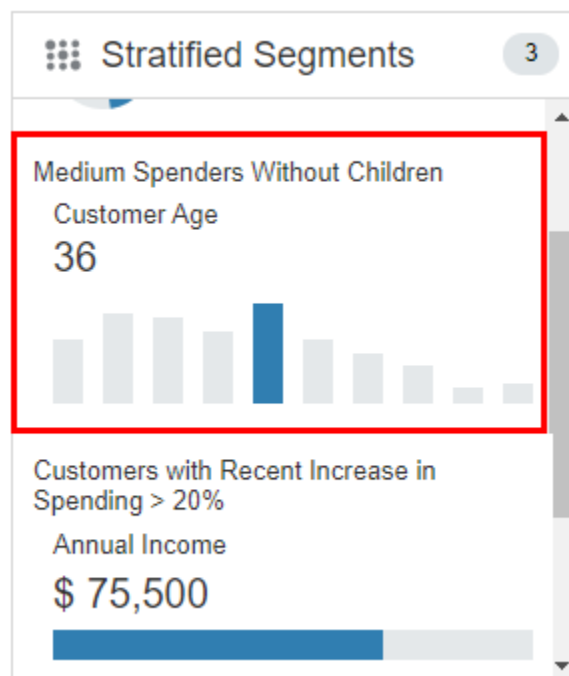 Stratified Segments
3
Medium Spenders Without Children
Customer Age
36
Customers with Recent Increase in
Spending > 20%
Annual Income
$ 75,500